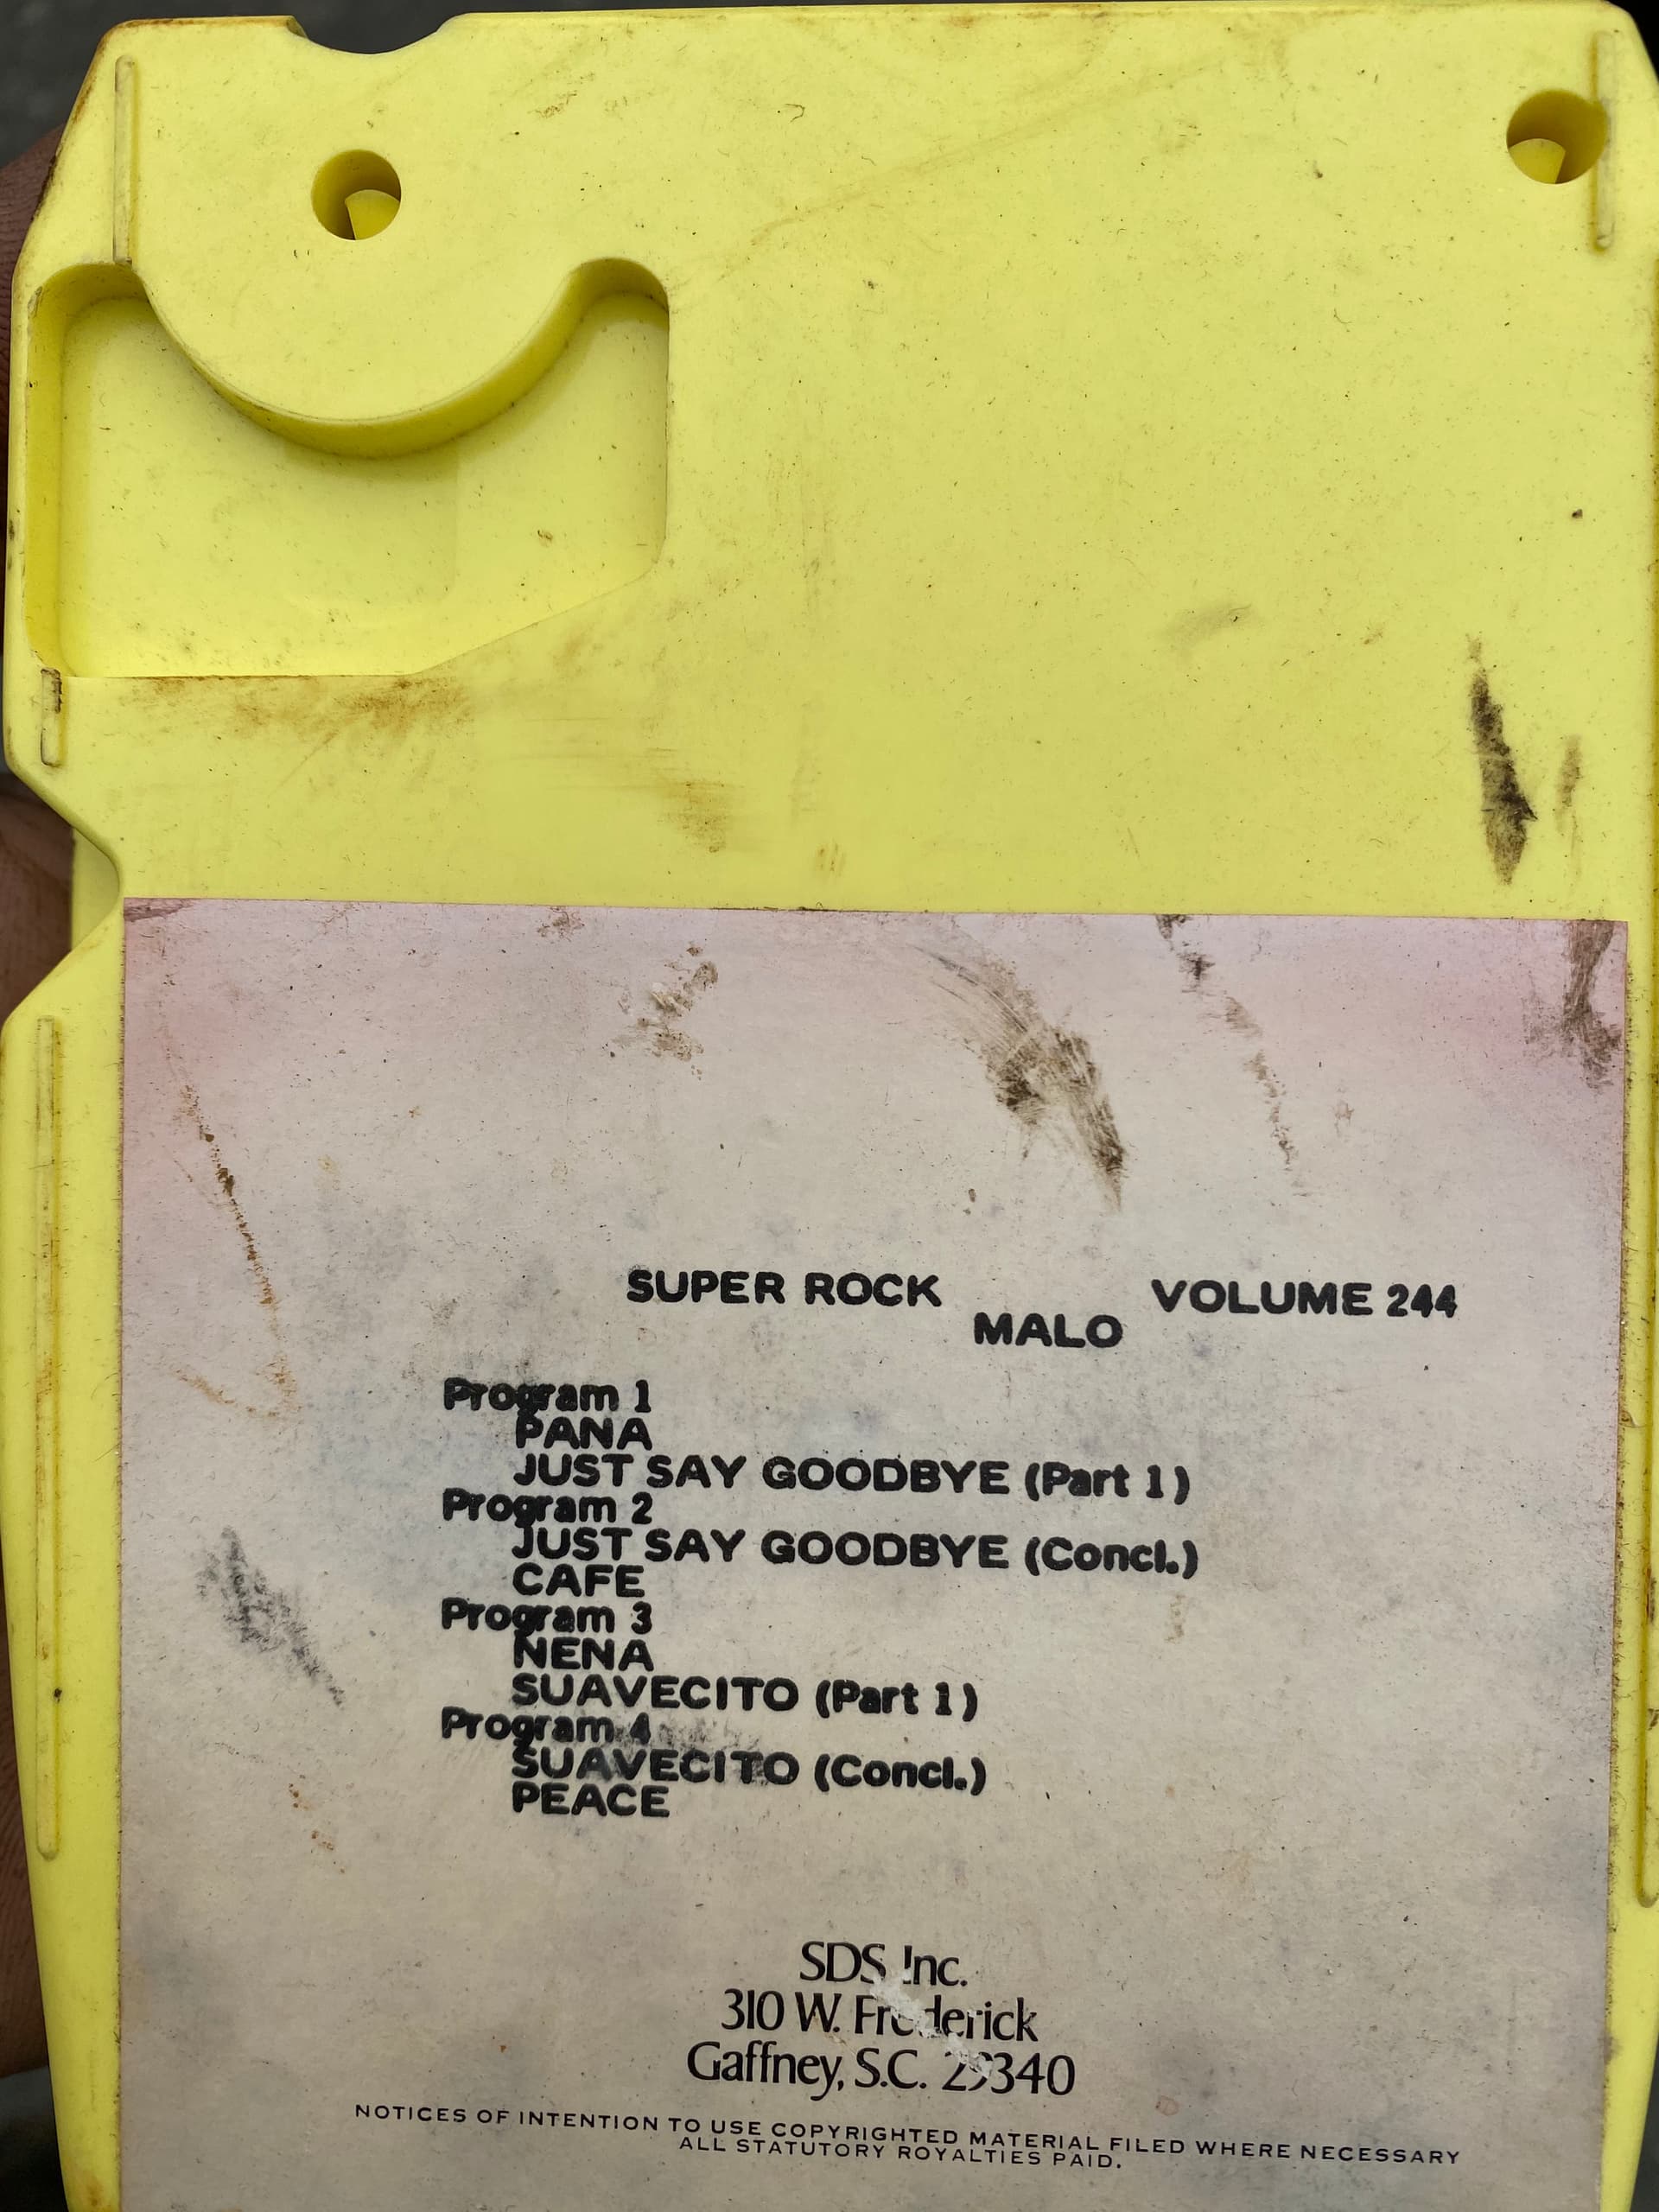 SUPER ROCK VOLUME 244
MALO
Program 1
PANA
JUST SAY GOODBYE (Part 1)
Program 2
JUST SAY GOODBYE (Concl.)
CAFE
Program 3
NENA
SUAVECITO (Part 1)
Program 4
SUAVECITO (Concl.)
PEACE
SDS Inc.
310 W. Frederick
Gaffney, S.C. 29340
NOTICES OF INTENTION TO USE COPYRIGHTED MATERIAL FILED WHERE NECESSARY
ALL STATUTORY ROYALTIES PAID.